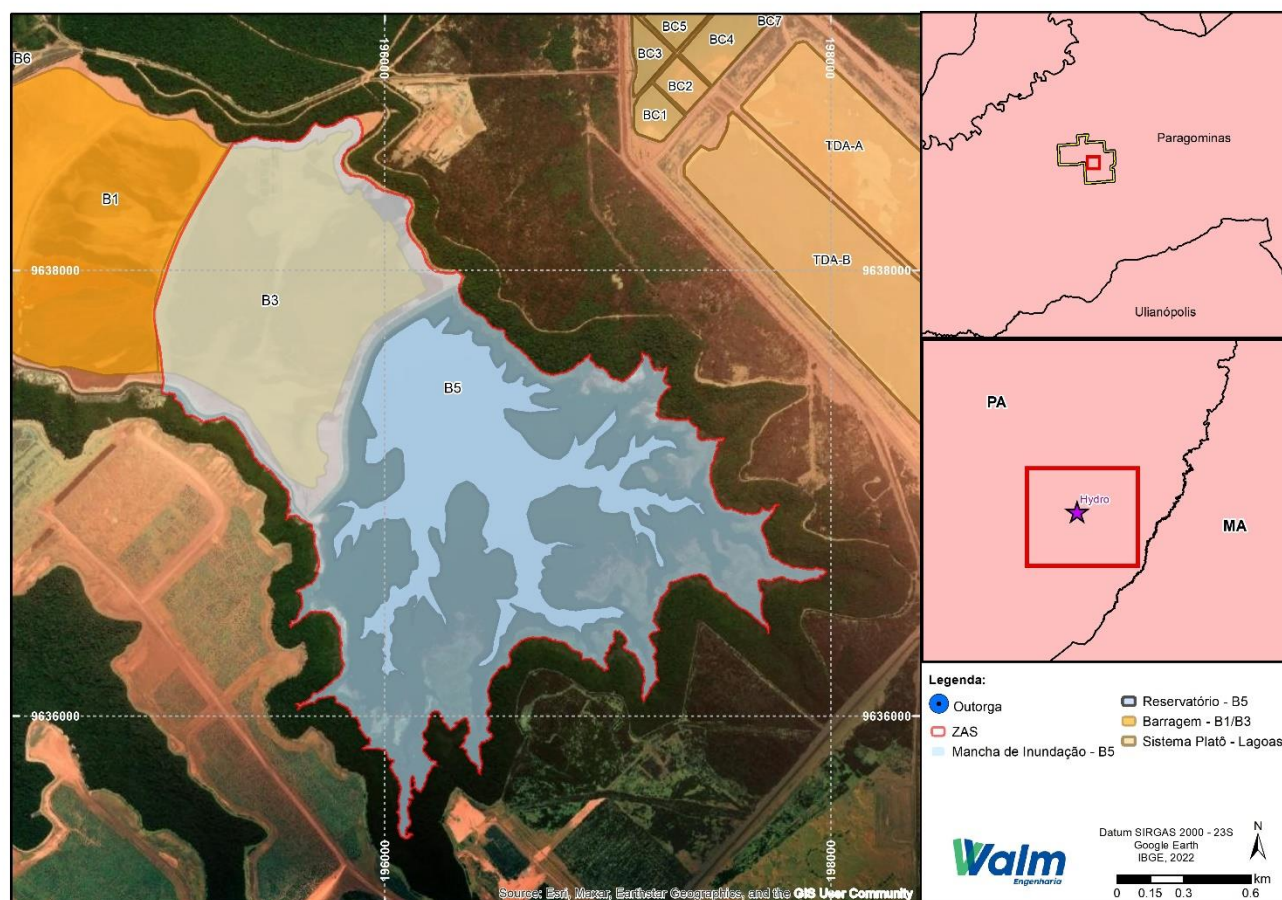 BC5
BC7
BC4
BC3
BC2
BC1
B6
TDA-A
B1
TDA-B
B3
B5
196000
198000
9638000
9638000
9636000
9636000
196000
198000
Source: Esri, Maxar, Earthstar Geographics, and the GIS User Community
Paragominas
Ulianópolis
PA
Hydro
MA
Legenda:
Outorga
ZAS
Mancha de Inundação - B5
Reservatório - B5
Barragem - B1/B3
Sistema Platô - Lagoas
Walm
Engenharia
Datum SIRGAS 2000 - 23S
Google Earth
IBGE, 2022
N
km
0 0.15 0.3 0.6